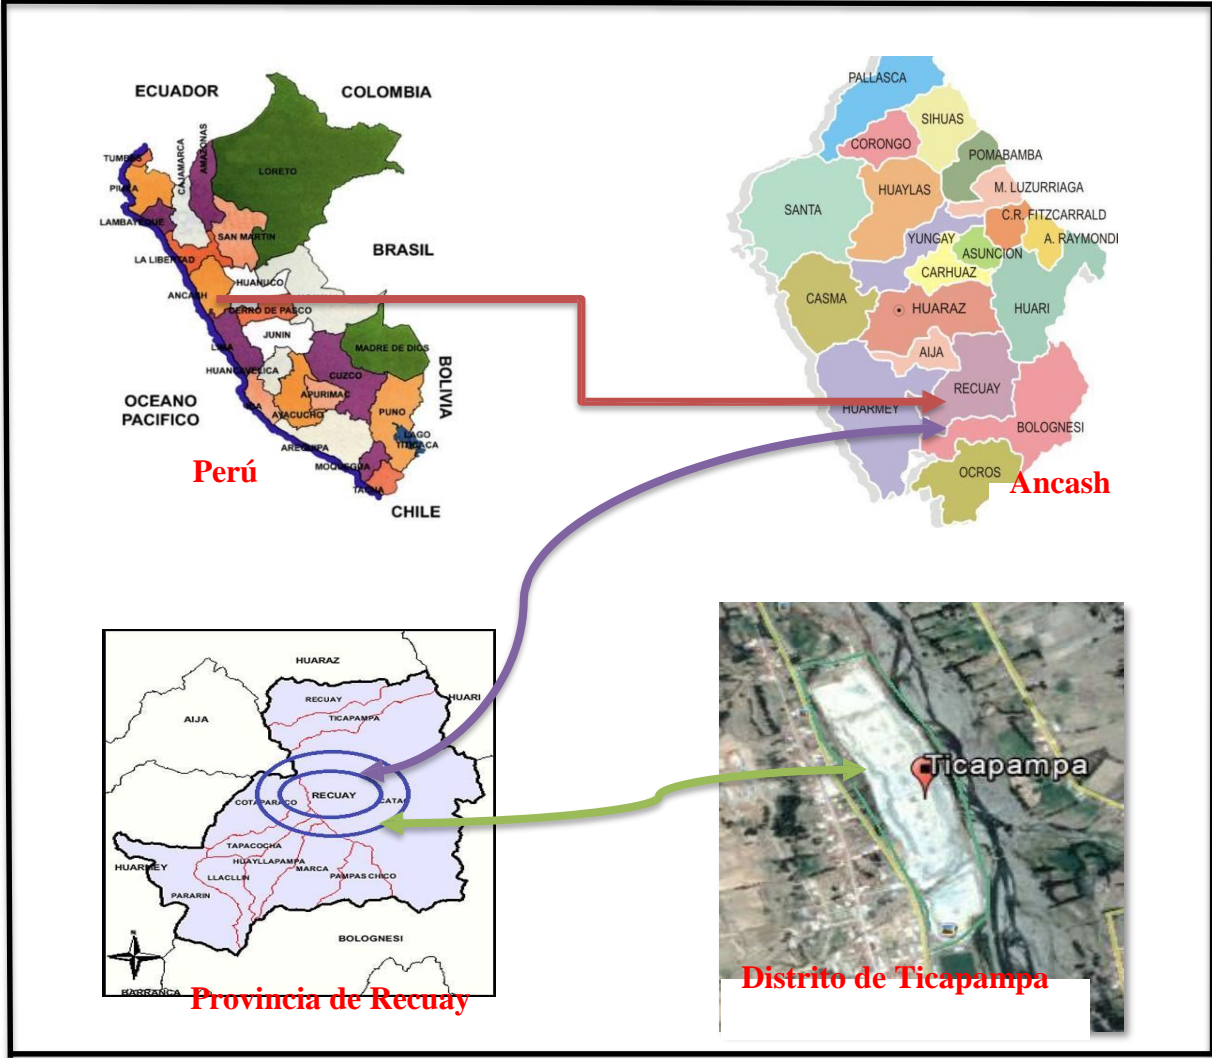 ECUADOR
COLOMBIA
TUMBES
CAJAMARCA
AMAZONAS
LORETO
PIURA
LAMBAYEQUE
SAN MARTIN
LA LIBERTAD
BRASIL
HUANUCO
ANCASH
CERRO DE PASCO
JUNIN
LIMA
MADRE DE DIOS
HUANCAVELICA
CUZCO
BOLIVIA
APURIMAC
OCEANO
PACIFICO
ICA
AYACUCHO
PUNO
LAGO
TITICACA
AREQUIPA
MOQUEGUA
TACNA
CHILE
Perú
PALLASCA
SIHUAS
CORONGO
POMABAMBA
HUAYLAS
M. LUZURRIAGA
SANTA
C.R. FITZCARRALD
YUNGAY
A. RAYMONDI
ASUNCION
CARHUAZ
CASMA
HUARAZ
HUARI
AIJA
RECUAY
HUARMEY
BOLOGNESI
OCROS
Ancash
HUARAZ
RECUAY
HUARI
TICAPAMPA
AIJA
COTAPARACO
RECUAY
CATAC
TAPACOCHA
HUAYLLAPAMPA
HUARMEY
MARCA
LLACLLIN
PAMPAS CHICO
PARARIN
N
BOLOGNESI
BARRANCA
Provincia de Recuay
Ticapampa
Distrito de Ticapampa